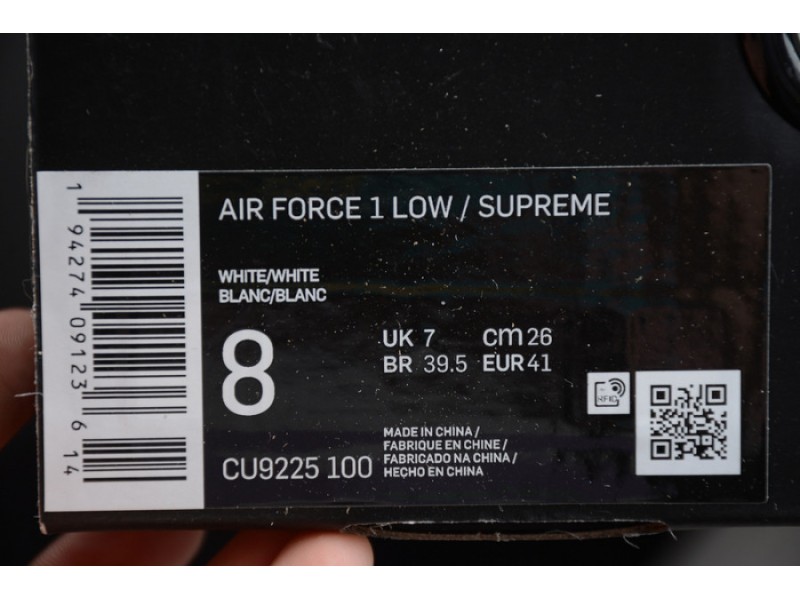 AIR FORCE 1 LOW / SUPREME
WHITE/WHITE
BLANC/BLANC
8
UK 7 cm 26
BR 39.5 EUR 41
RFID
MADE IN CHINA /
FABRIQUE EN CHINE /
FABRICADO NA CHINA /
HECHO EN CHINA
CU9225 100
1 94274 09123 6 14